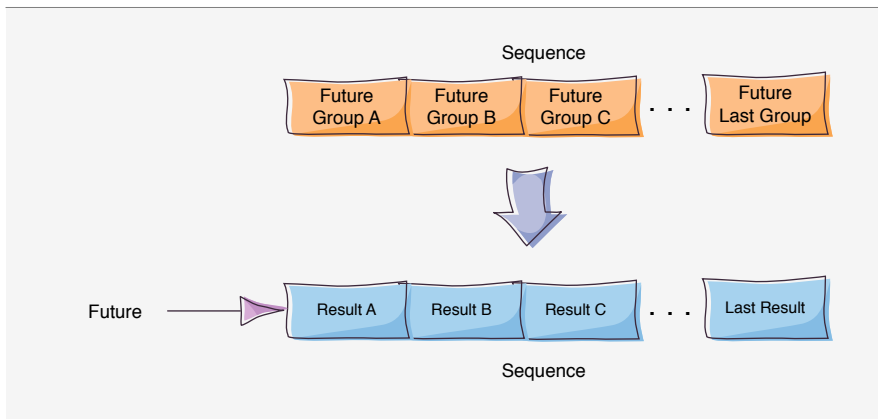 Sequence
Future
Group A
Future
Group B
Future
Group C
. . .
Future
Last Group
Future
Result A
Result B
Result C
. . .
Last Result
Sequence